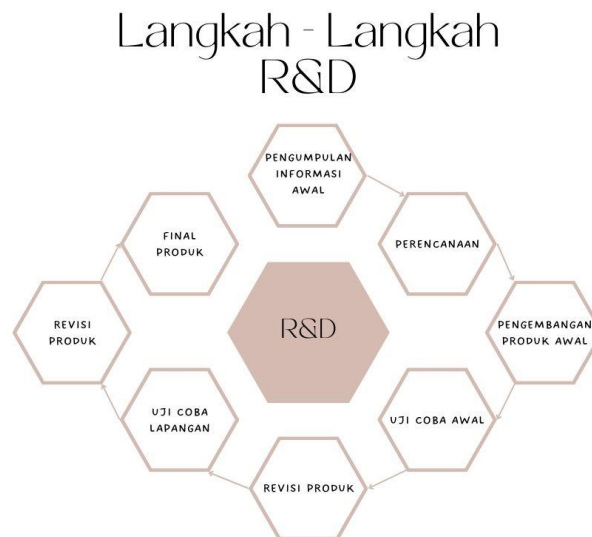 Langkah - Langkah
R&D
PENGUMPULAN
INFORMASI
AWAL
PERENCANAAN
PENGEMBANGAN
PRODUK AWAL
UJI COBA AWAL
REVISI PRODUK
UJI COBA
LAPANGAN
REVISI
PRODUK
FINAL
PRODUK
R&D